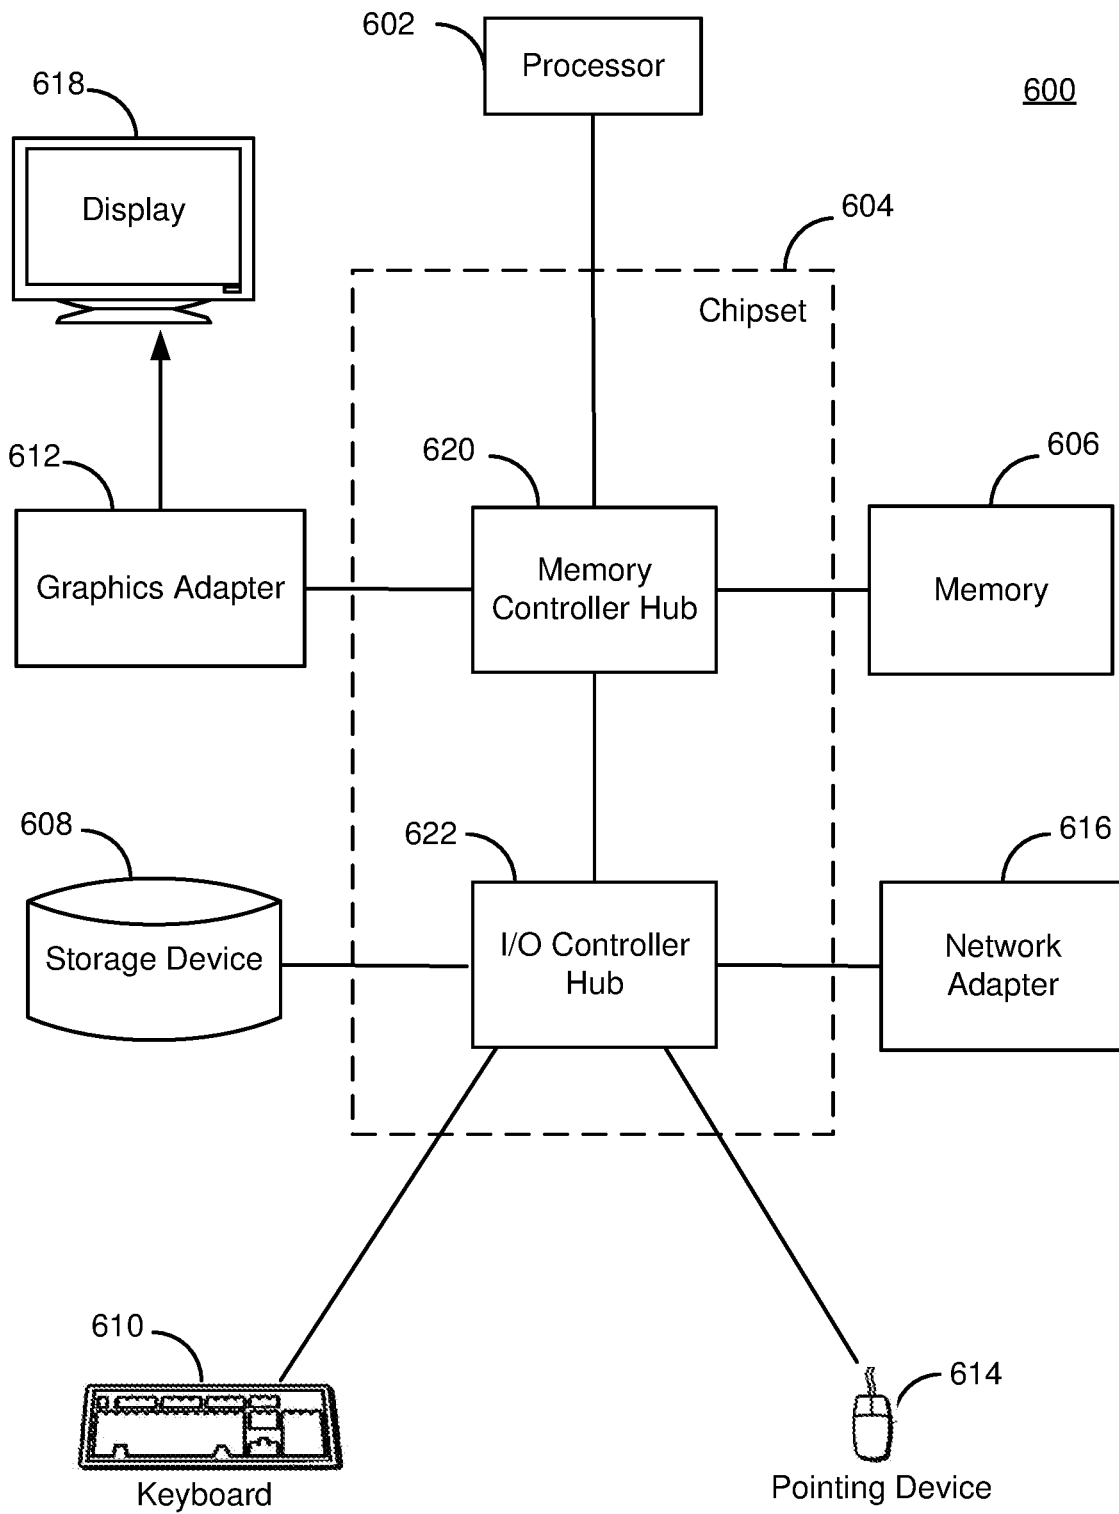 602
Processor
600
618
Display
604
Chipset
612
620
606
Graphics Adapter
Memory
Controller Hub
Memory
608
622
616
Storage Device
I/O Controller
Hub
Network
Adapter
610
614
Keyboard
Pointing Device